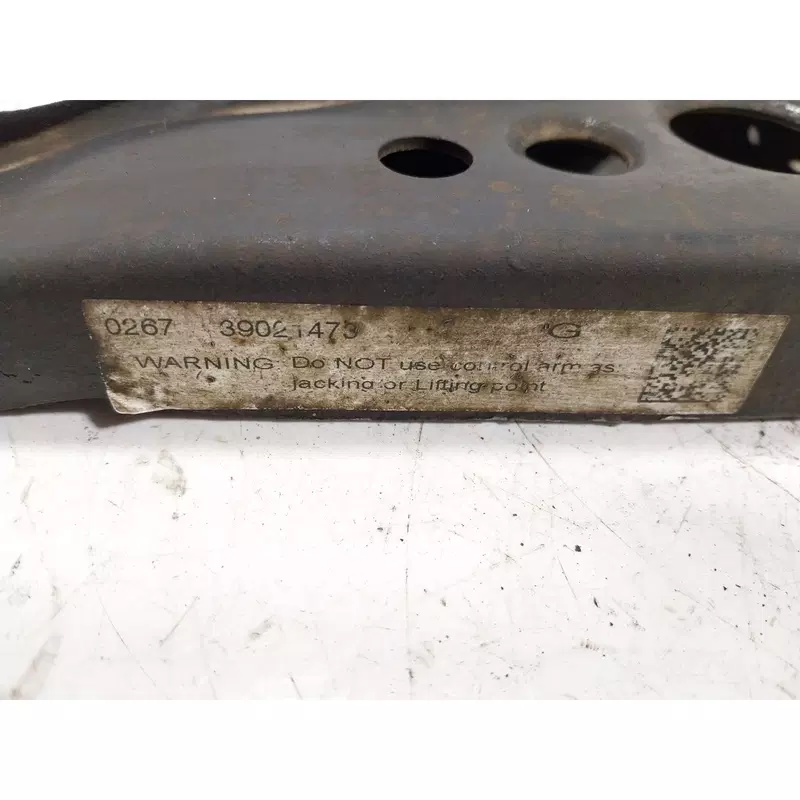 0267 39021473 G
WARNING: Do NOT use control arm as
jacking or Lifting point